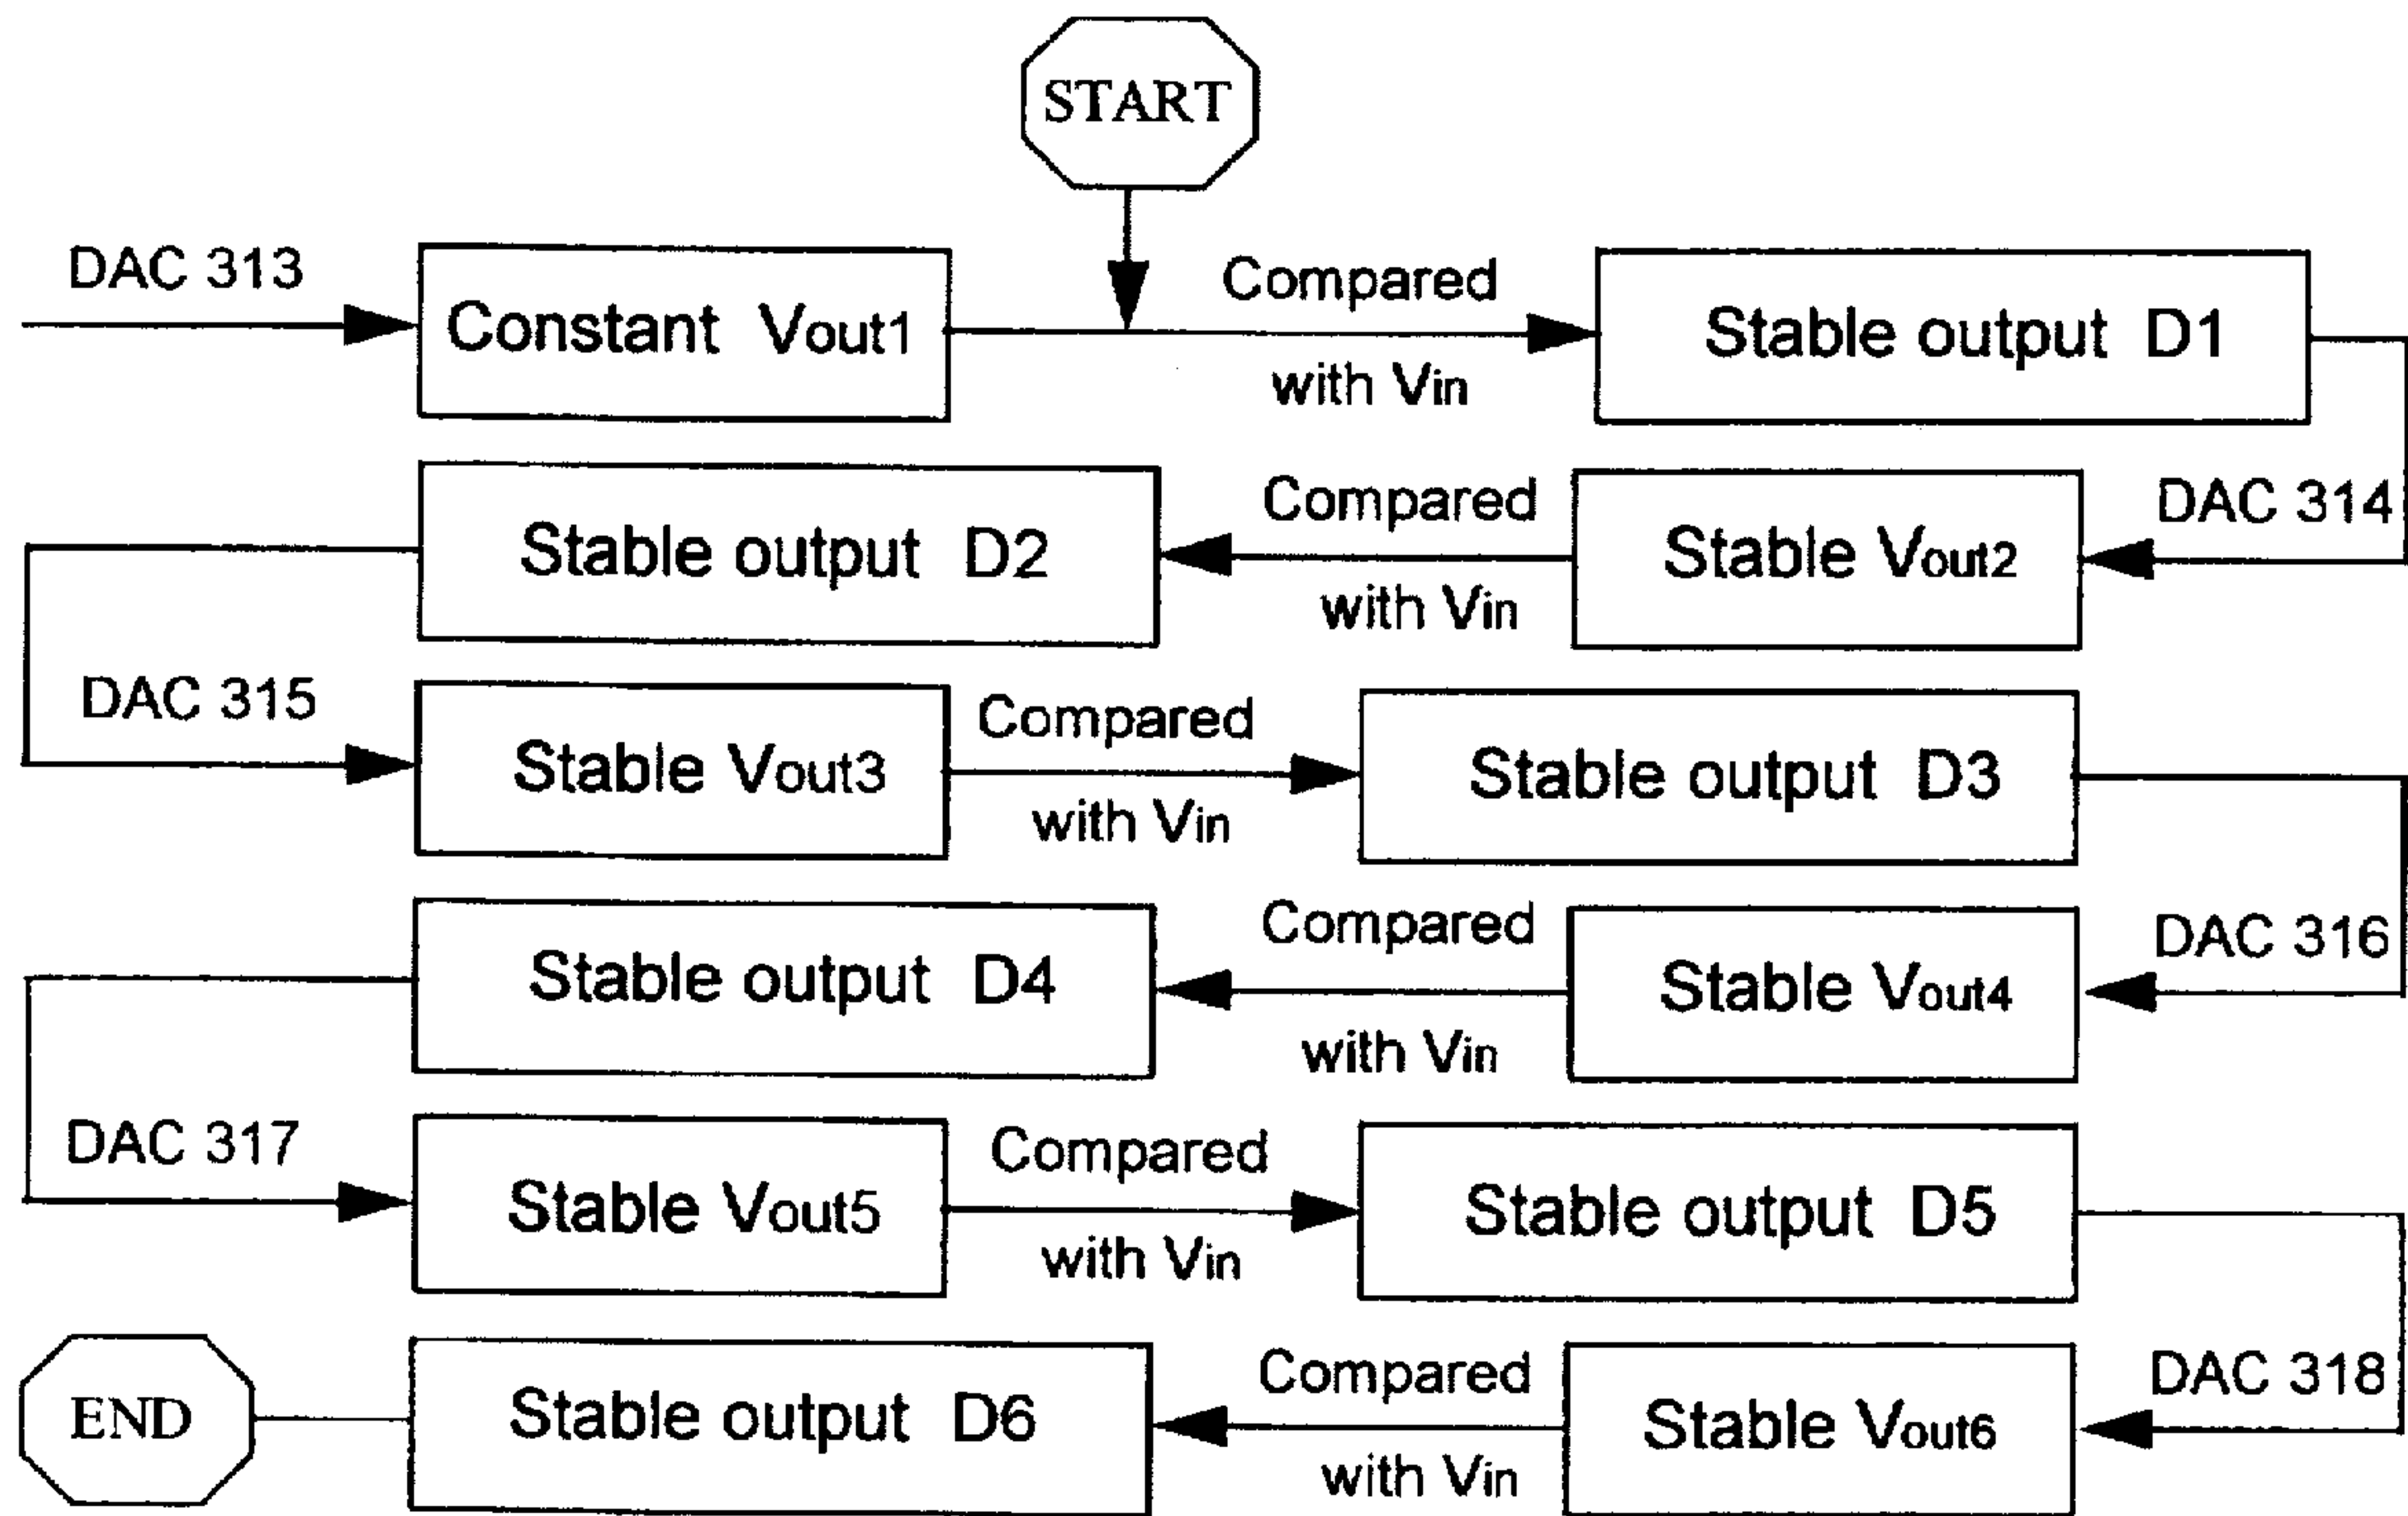 START
DAC 313
Constant Vout1
Compared
with Vin
Stable output D1
DAC 314
Stable Vout2
Compared
with Vin
Stable output D2
DAC 315
Stable Vout3
Compared
with Vin
Stable output D3
DAC 316
Stable Vout4
Compared
with Vin
Stable output D4
DAC 317
Stable Vout5
Compared
with Vin
Stable output D5
DAC 318
Stable Vout6
Compared
with Vin
Stable output D6
END